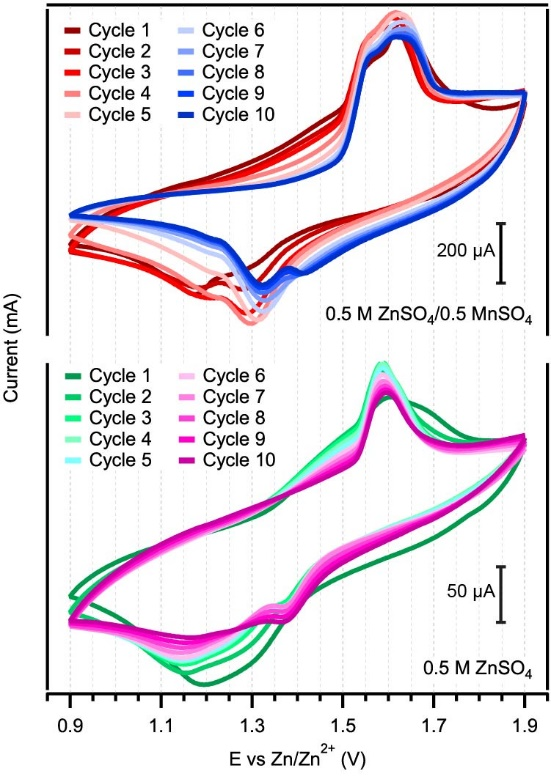 Cycle 1 Cycle 6
Cycle 2 Cycle 7
Cycle 3 Cycle 8
Cycle 4 Cycle 9
Cycle 5 Cycle 10
200 µA
0.5 M ZnSO₄/0.5 MnSO₄
Current (mA)
Cycle 1 Cycle 6
Cycle 2 Cycle 7
Cycle 3 Cycle 8
Cycle 4 Cycle 9
Cycle 5 Cycle 10
50 µA
0.5 M ZnSO₄
0.9 1.1 1.3 1.5 1.7 1.9
E vs Zn/Zn²⁺ (V)